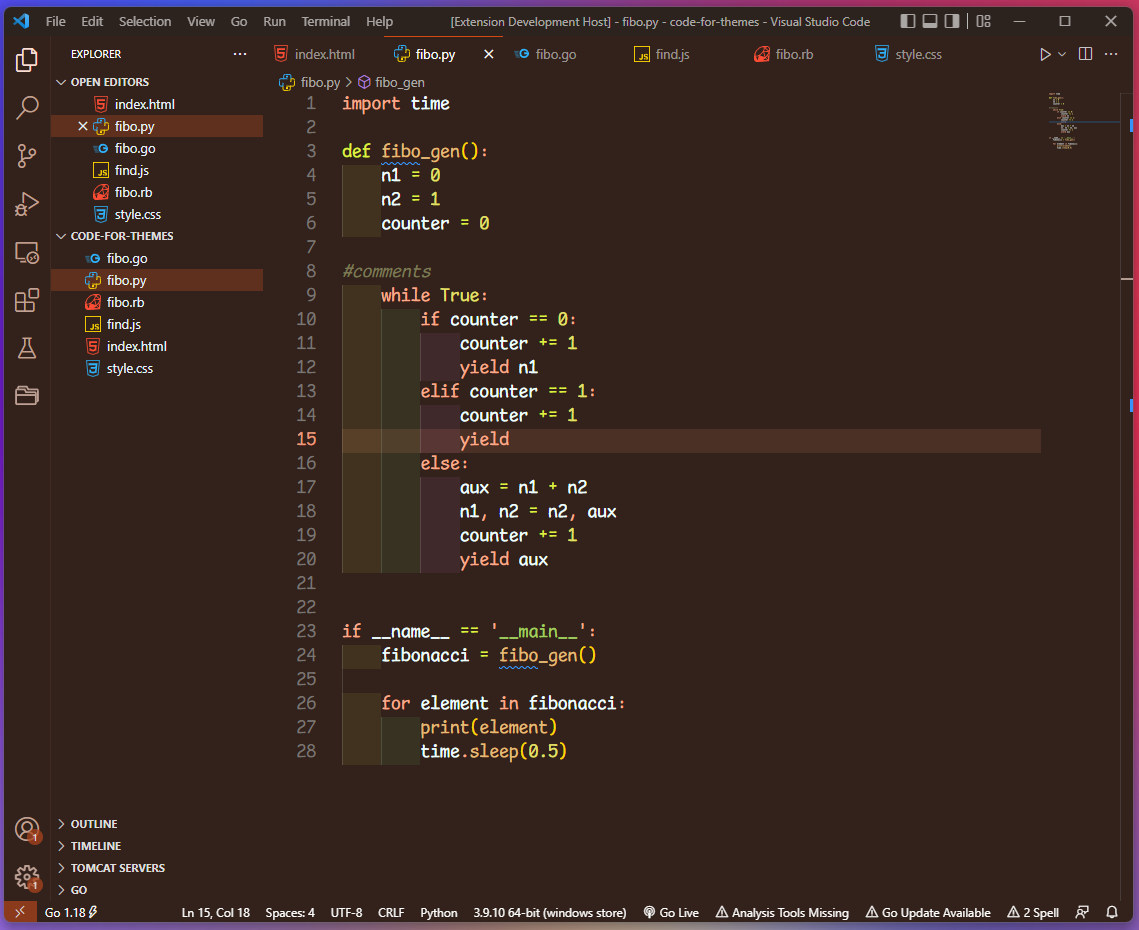 File Edit Selection View Go Run Terminal Help [Extension Development Host] - fibo.py - code-for-themes - Visual Studio Code
EXPLORER
index.html fibo.py fibo.go find.js fibo.rb style.css
OPEN EDITORS
index.html
fibo.py
fibo.go
find.js
fibo.rb
style.css
CODE-FOR-THEMES
fibo.go
fibo.py
fibo.rb
find.js
index.html
style.css
OUTLINE
TIMELINE
TOMCAT SERVERS
GO
fibo.py > fibo_gen
1 import time
2
3 def fibo_gen():
4     n1 = 0
5     n2 = 1
6     counter = 0
7
8 #comments
9     while True:
10         if counter == 0:
11             counter += 1
12             yield n1
13         elif counter == 1:
14             counter += 1
15             yield
16         else:
17             aux = n1 + n2
18             n1, n2 = n2, aux
19             counter += 1
20             yield aux
21
22
23 if __name__ == '__main__':
24     fibonacci = fibo_gen()
25
26     for element in fibonacci:
27         print(element)
28         time.sleep(0.5)
1
1
Go 1.18 Ln 15, Col 18 Spaces: 4 UTF-8 CRLF Python 3.9.10 64-bit (windows store) Go Live Analysis Tools Missing Go Update Available 2 Spell